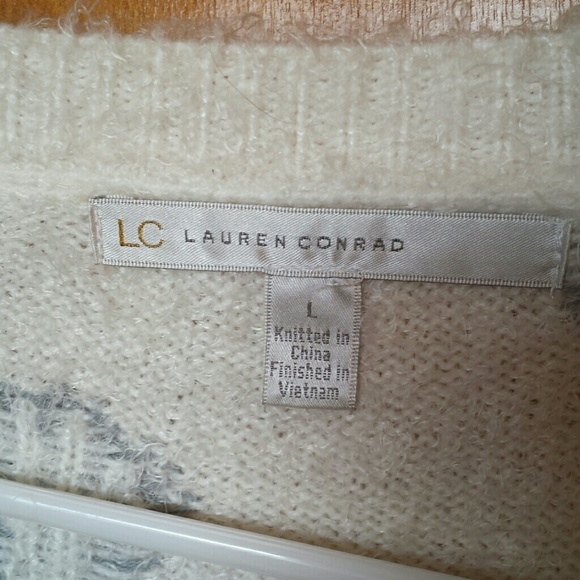 LC LAUREN CONRAD
L
Knitted in
China
Finished in
Vietnam